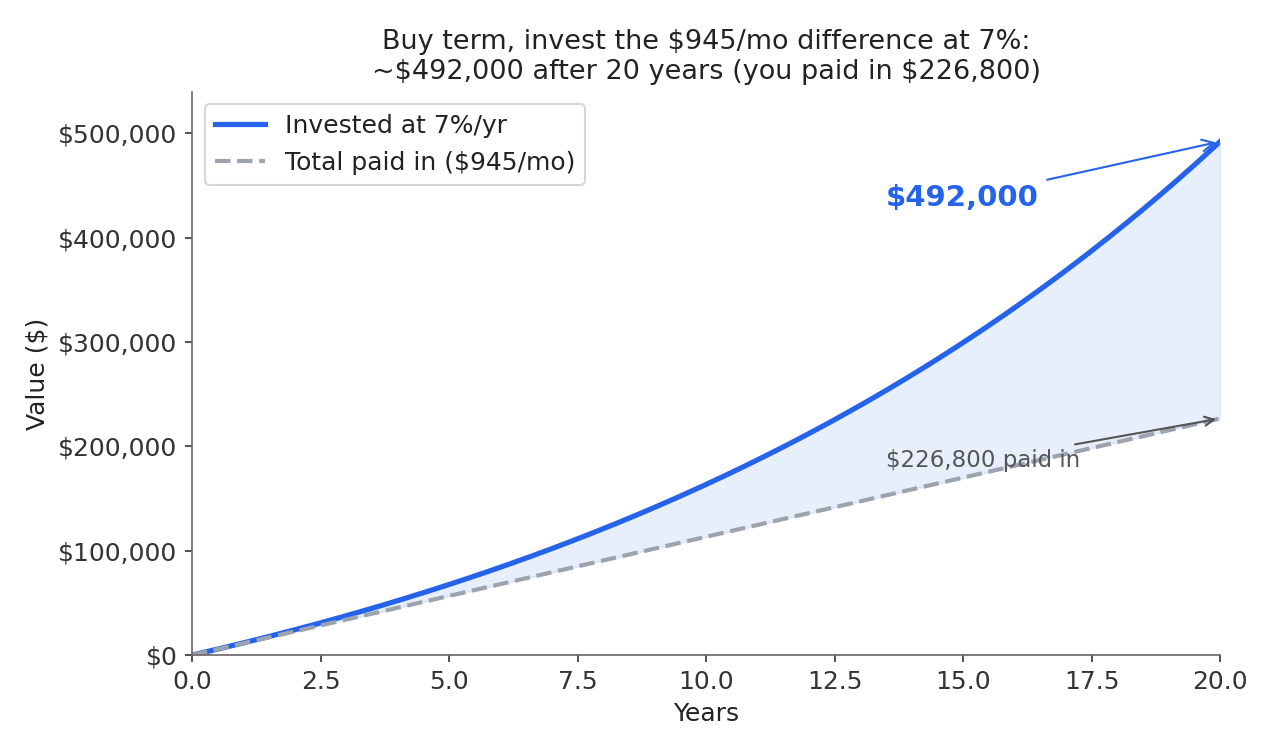 Buy term, invest the $945/mo difference at 7%:
~$492,000 after 20 years (you paid in $226,800)
Invested at 7%/yr
Total paid in ($945/mo)
$500,000
$400,000
$300,000
$200,000
$100,000
$0
Value ($)
$492,000
$226,800 paid in
0.0 2.5 5.0 7.5 10.0 12.5 15.0 17.5 20.0
Years